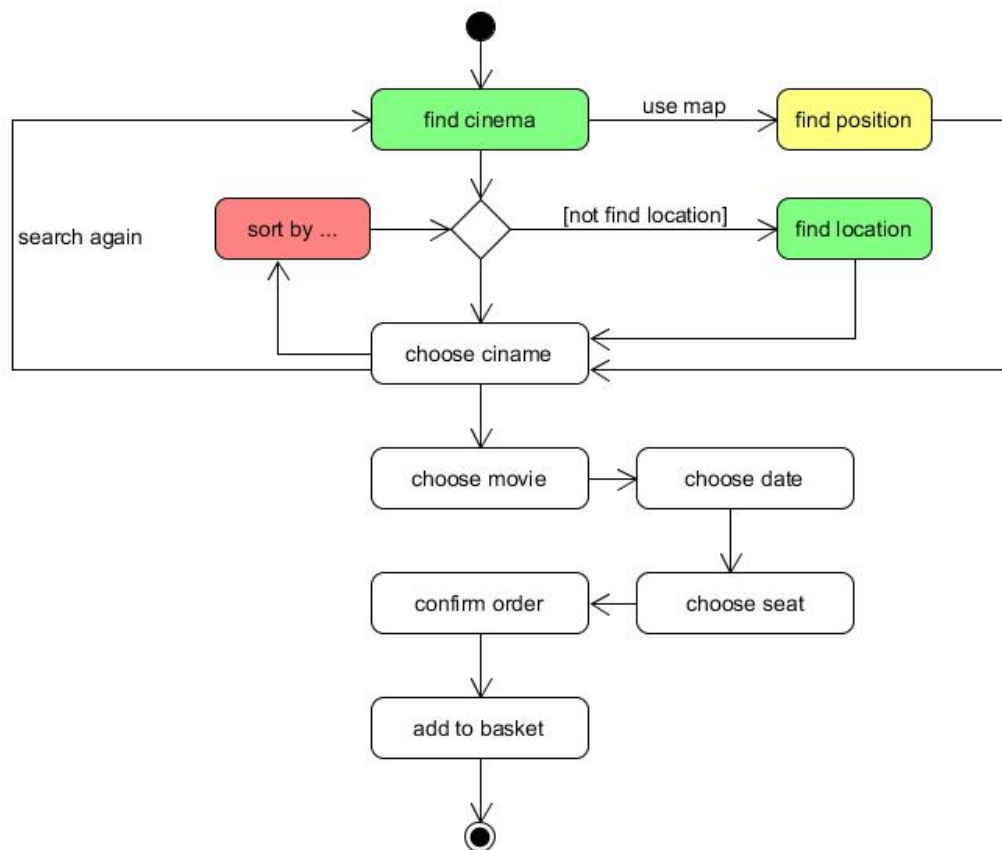 find cinema
use map
find position
search again
sort by ...
[not find location]
find location
choose ciname
choose movie
choose date
confirm order
choose seat
add to basket